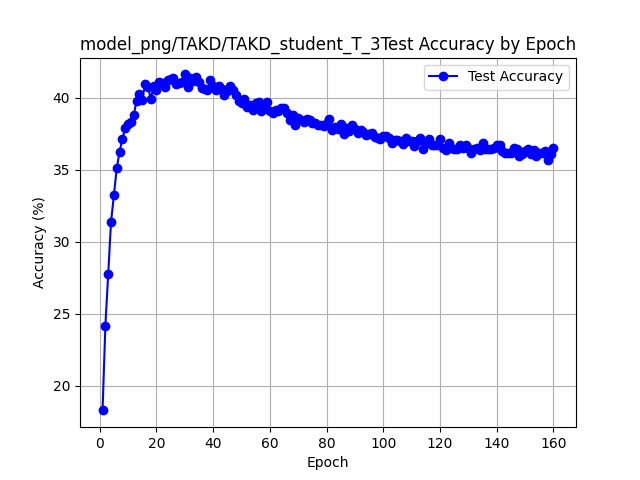 model_png/TAKD/TAKD_student_T_3Test Accuracy by Epoch
Test Accuracy
40
35
30
25
20
Accuracy (%)
0 20 40 60 80 100 120 140 160
Epoch